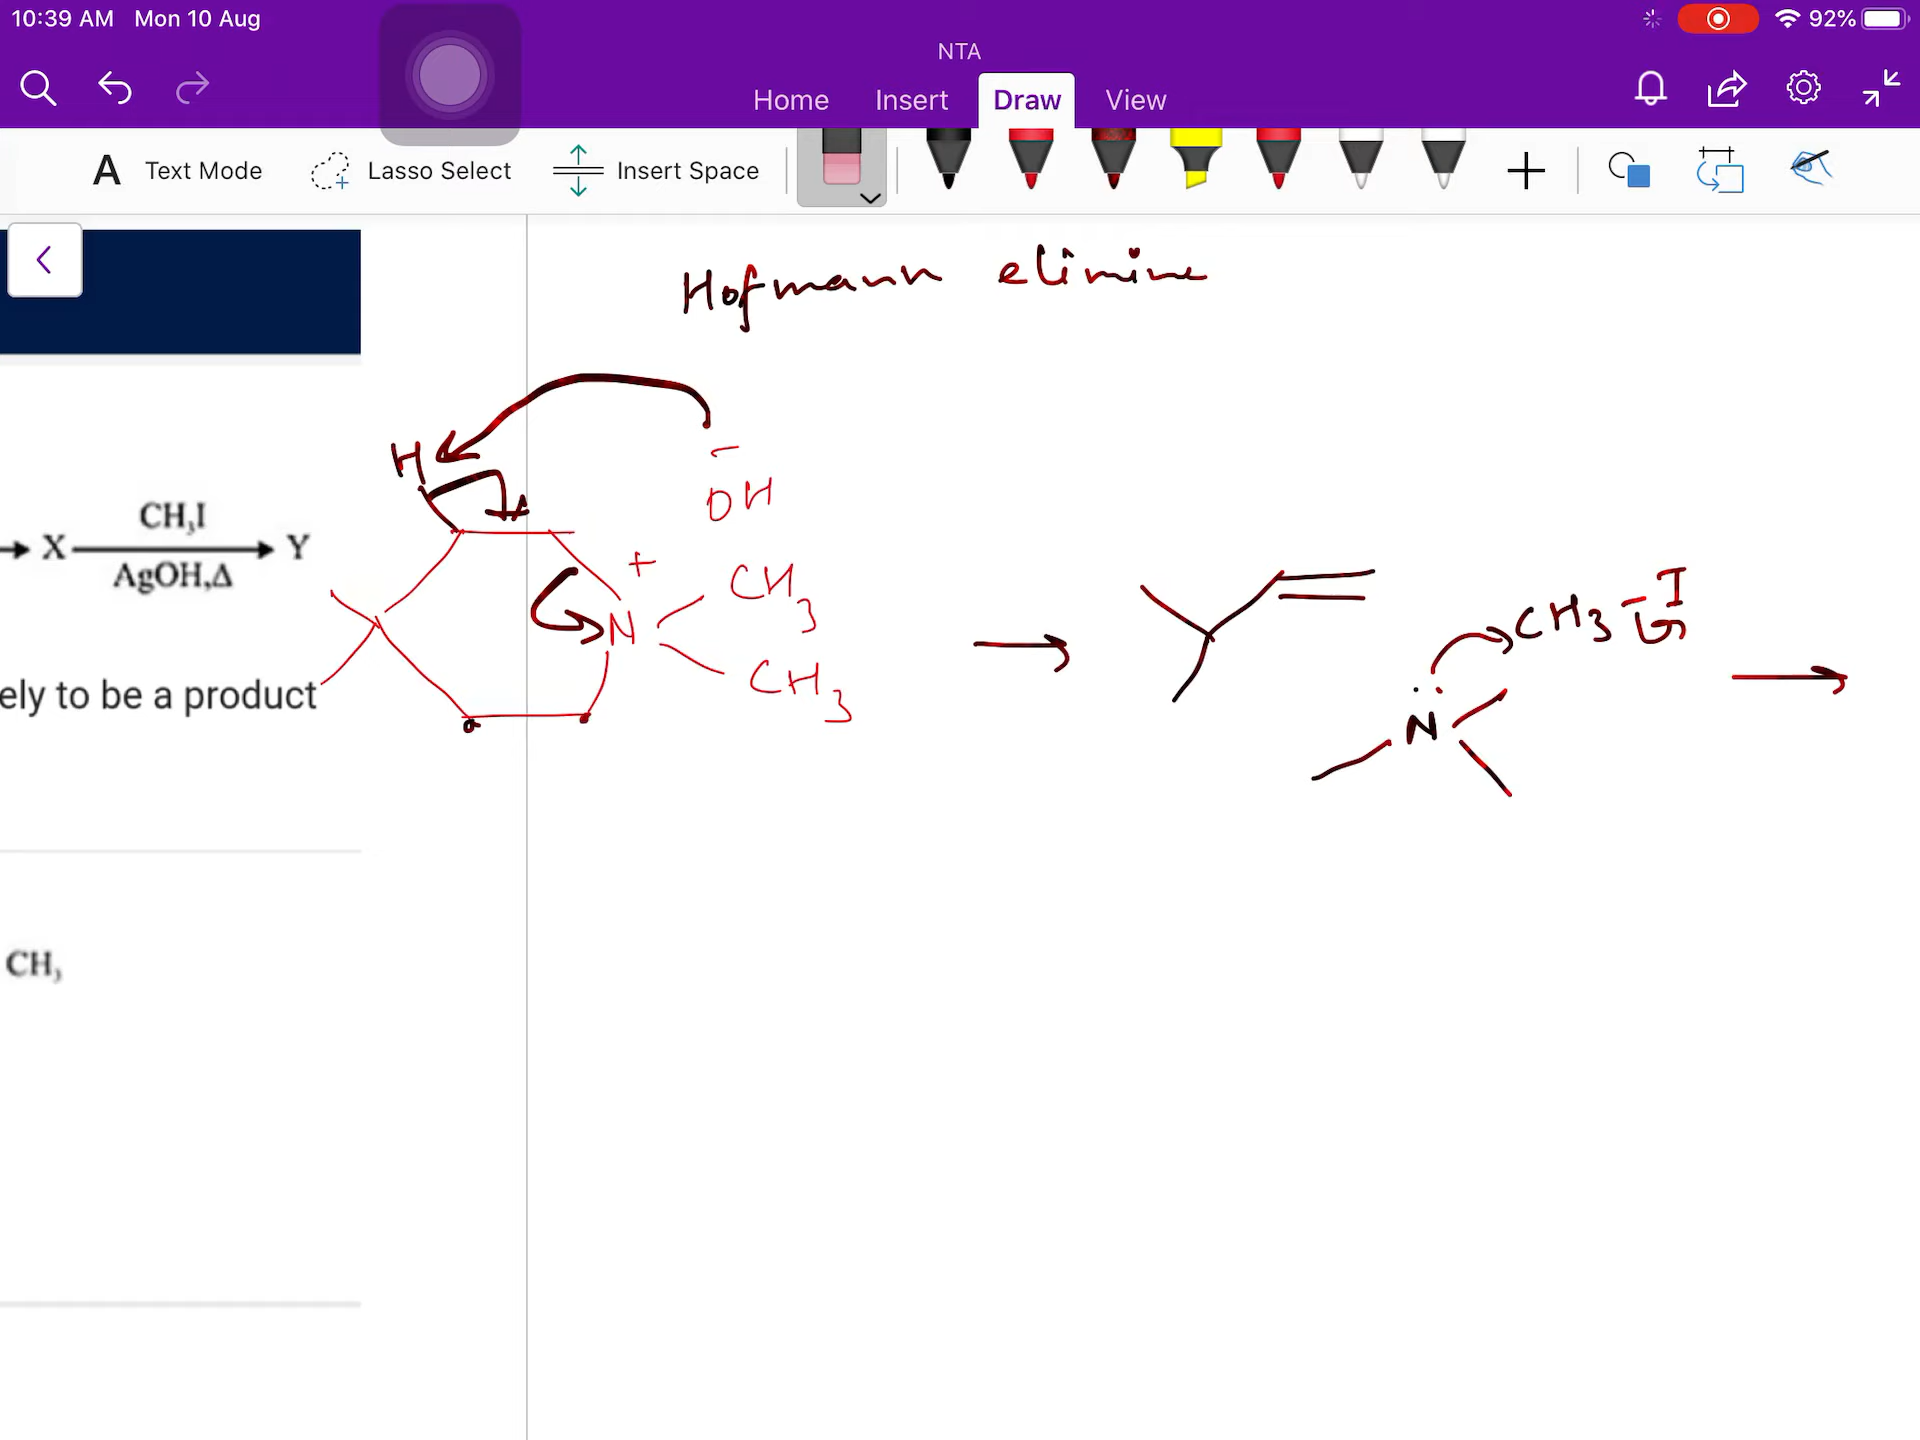 10:39 AM Mon 10 Aug
92%
NTA
Home Insert Draw View
A Text Mode Lasso Select Insert Space
Hofmann elimine
H
-
OH
CH₃I
X Y
AgOH,Δ
+
N
CH3
CH3
CH3 - I
N
ely to be a product
CH₃